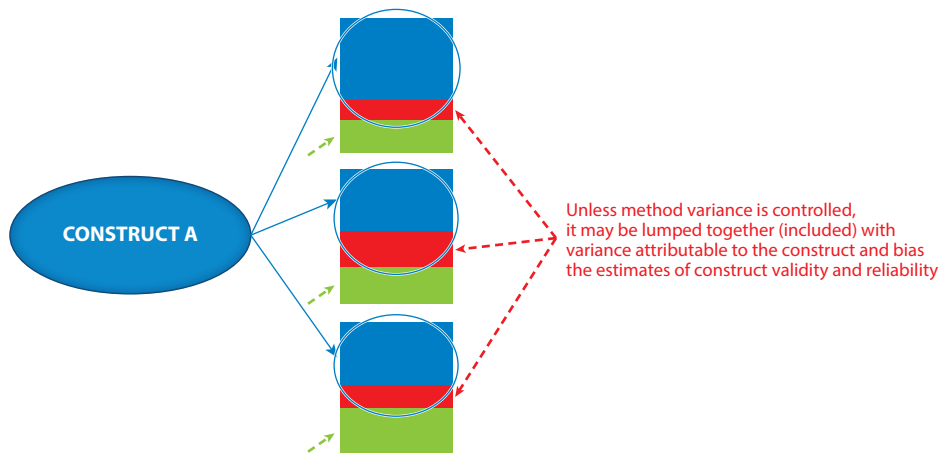 CONSTRUCT A
Unless method variance is controlled,
it may be lumped together (included) with
variance attributable to the construct and bias
the estimates of construct validity and reliability